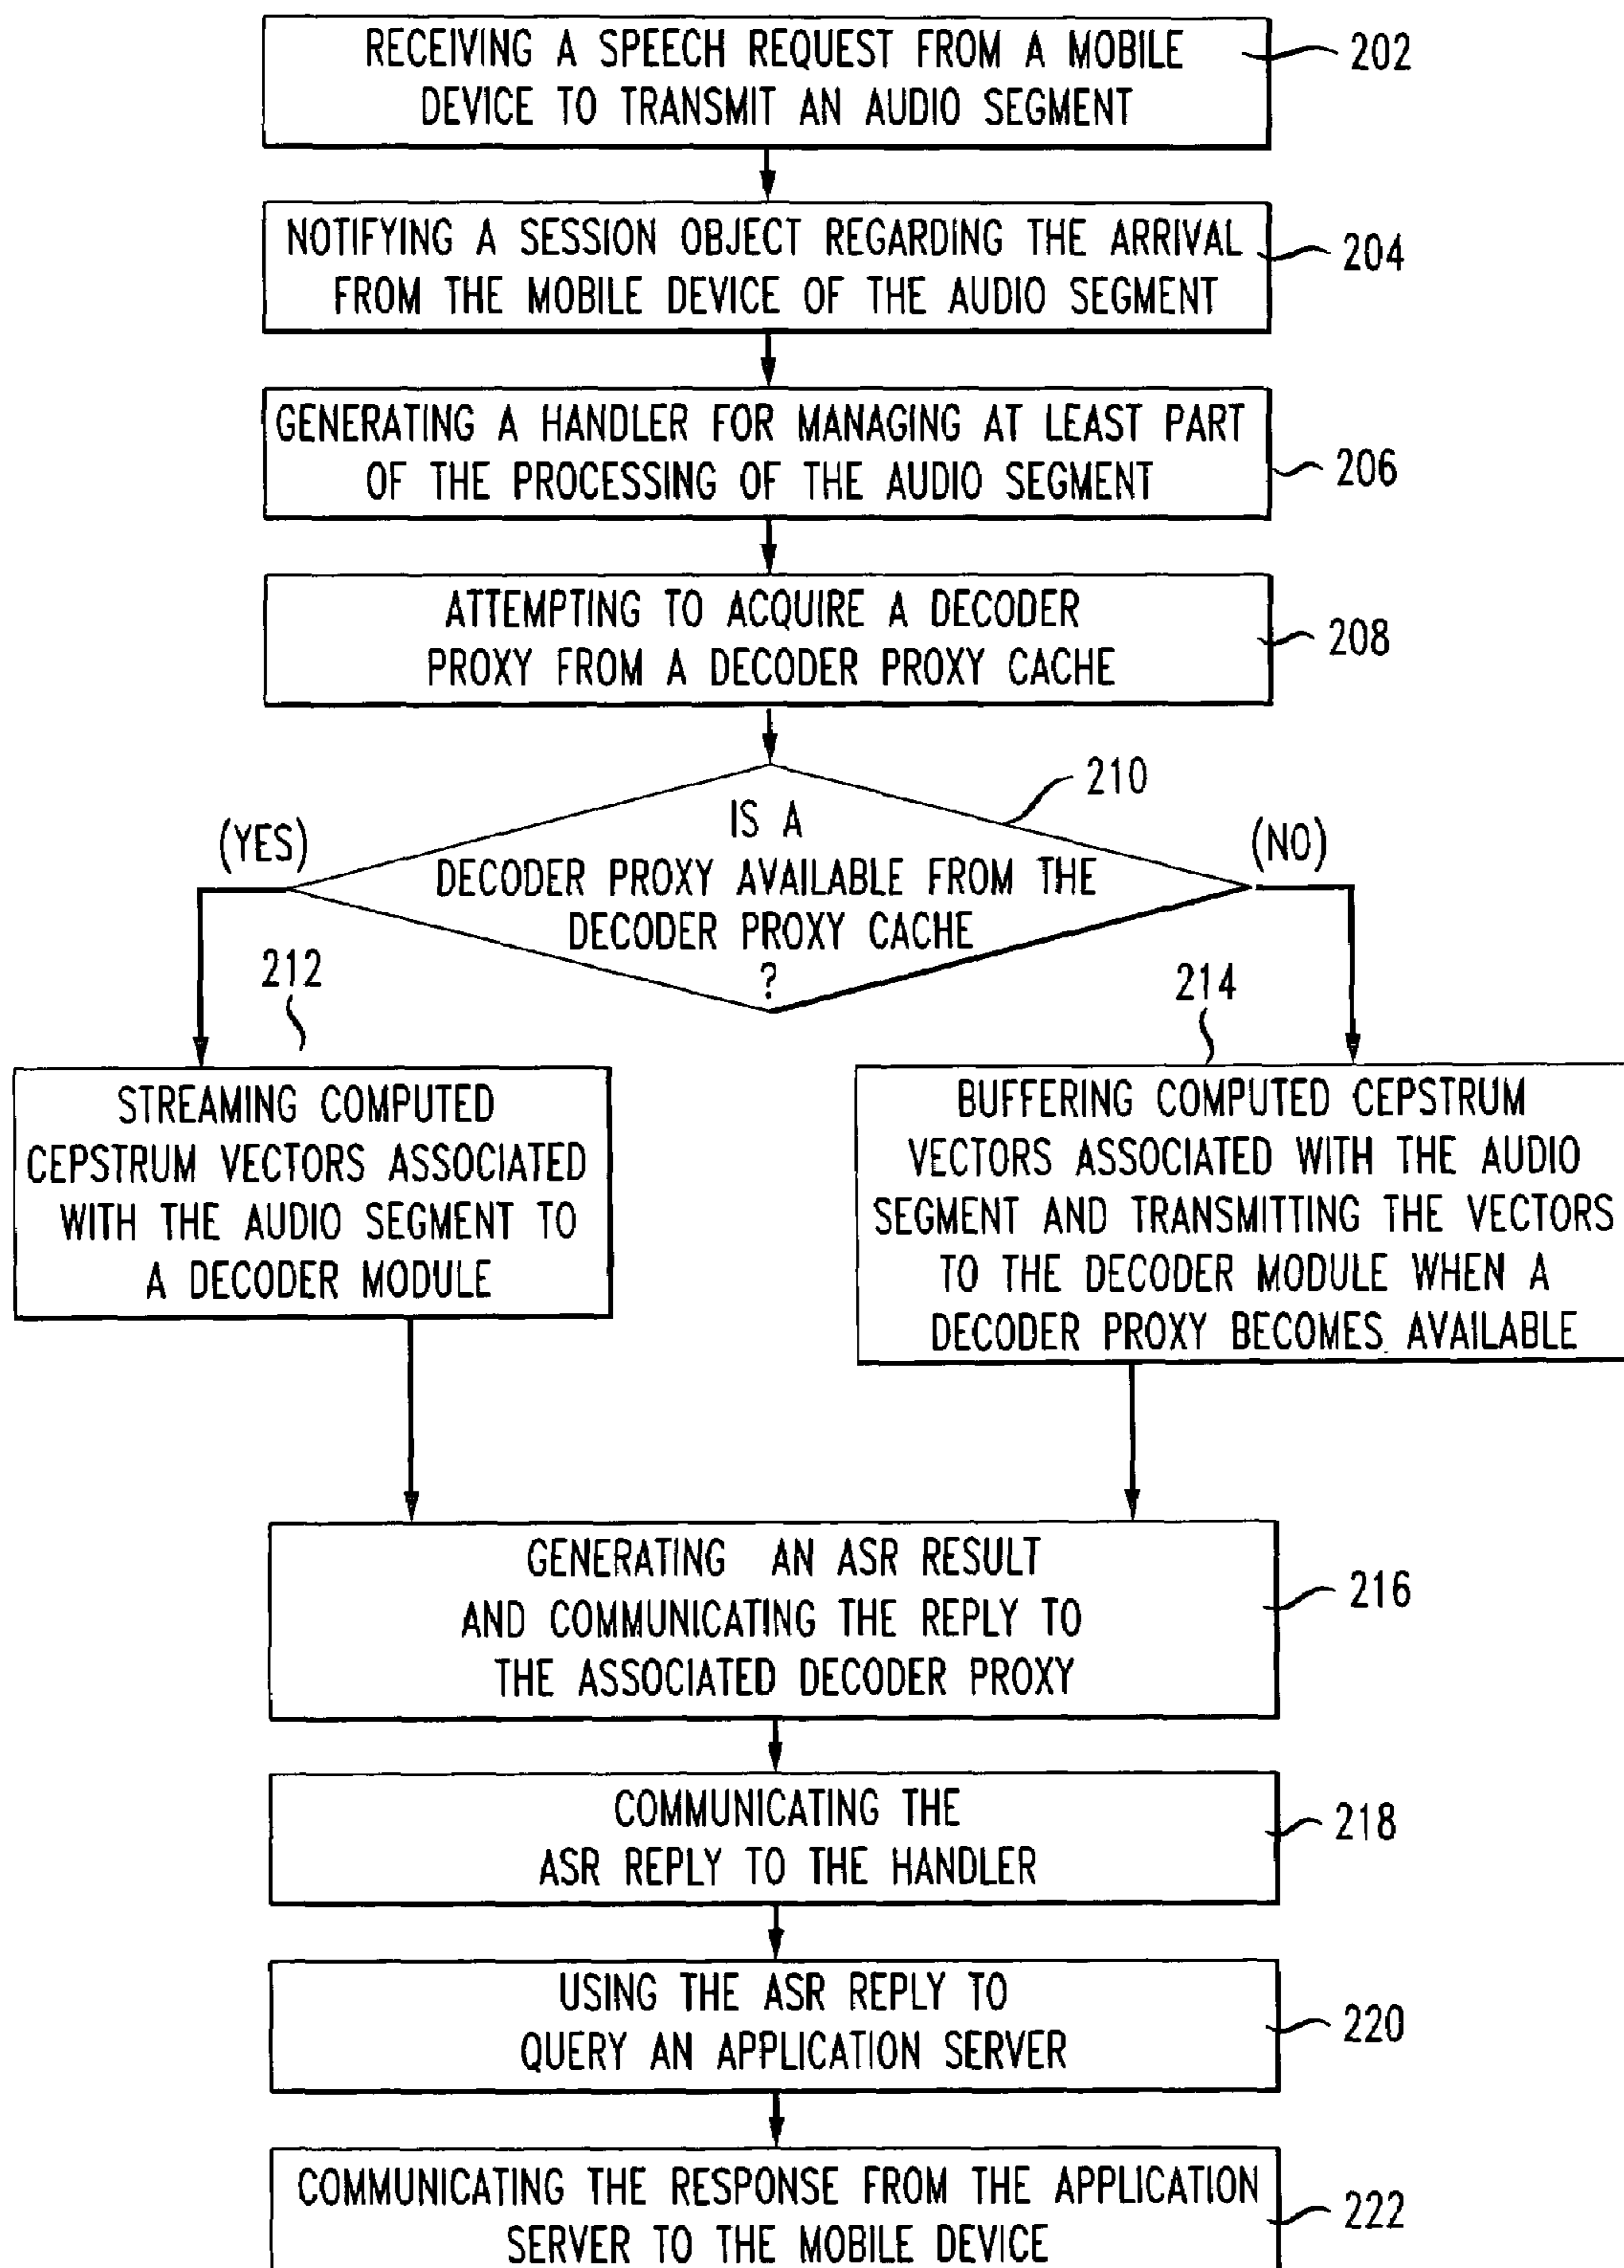 RECEIVING A SPEECH REQUEST FROM A MOBILE
DEVICE TO TRANSMIT AN AUDIO SEGMENT
202
NOTIFYING A SESSION OBJECT REGARDING THE ARRIVAL
FROM THE MOBILE DEVICE OF THE AUDIO SEGMENT
204
GENERATING A HANDLER FOR MANAGING AT LEAST PART
OF THE PROCESSING OF THE AUDIO SEGMENT
206
ATTEMPTING TO ACQUIRE A DECODER
PROXY FROM A DECODER PROXY CACHE
208
210
IS A
DECODER PROXY AVAILABLE FROM THE
DECODER PROXY CACHE
?
(YES)
(NO)
212
STREAMING COMPUTED
CEPSTRUM VECTORS ASSOCIATED
WITH THE AUDIO SEGMENT TO
A DECODER MODULE
214
BUFFERING COMPUTED CEPSTRUM
VECTORS ASSOCIATED WITH THE AUDIO
SEGMENT AND TRANSMITTING THE VECTORS
TO THE DECODER MODULE WHEN A
DECODER PROXY BECOMES AVAILABLE
GENERATING AN ASR RESULT
AND COMMUNICATING THE REPLY TO
THE ASSOCIATED DECODER PROXY
216
COMMUNICATING THE
ASR REPLY TO THE HANDLER
218
USING THE ASR REPLY TO
QUERY AN APPLICATION SERVER
220
COMMUNICATING THE RESPONSE FROM THE APPLICATION
SERVER TO THE MOBILE DEVICE
222